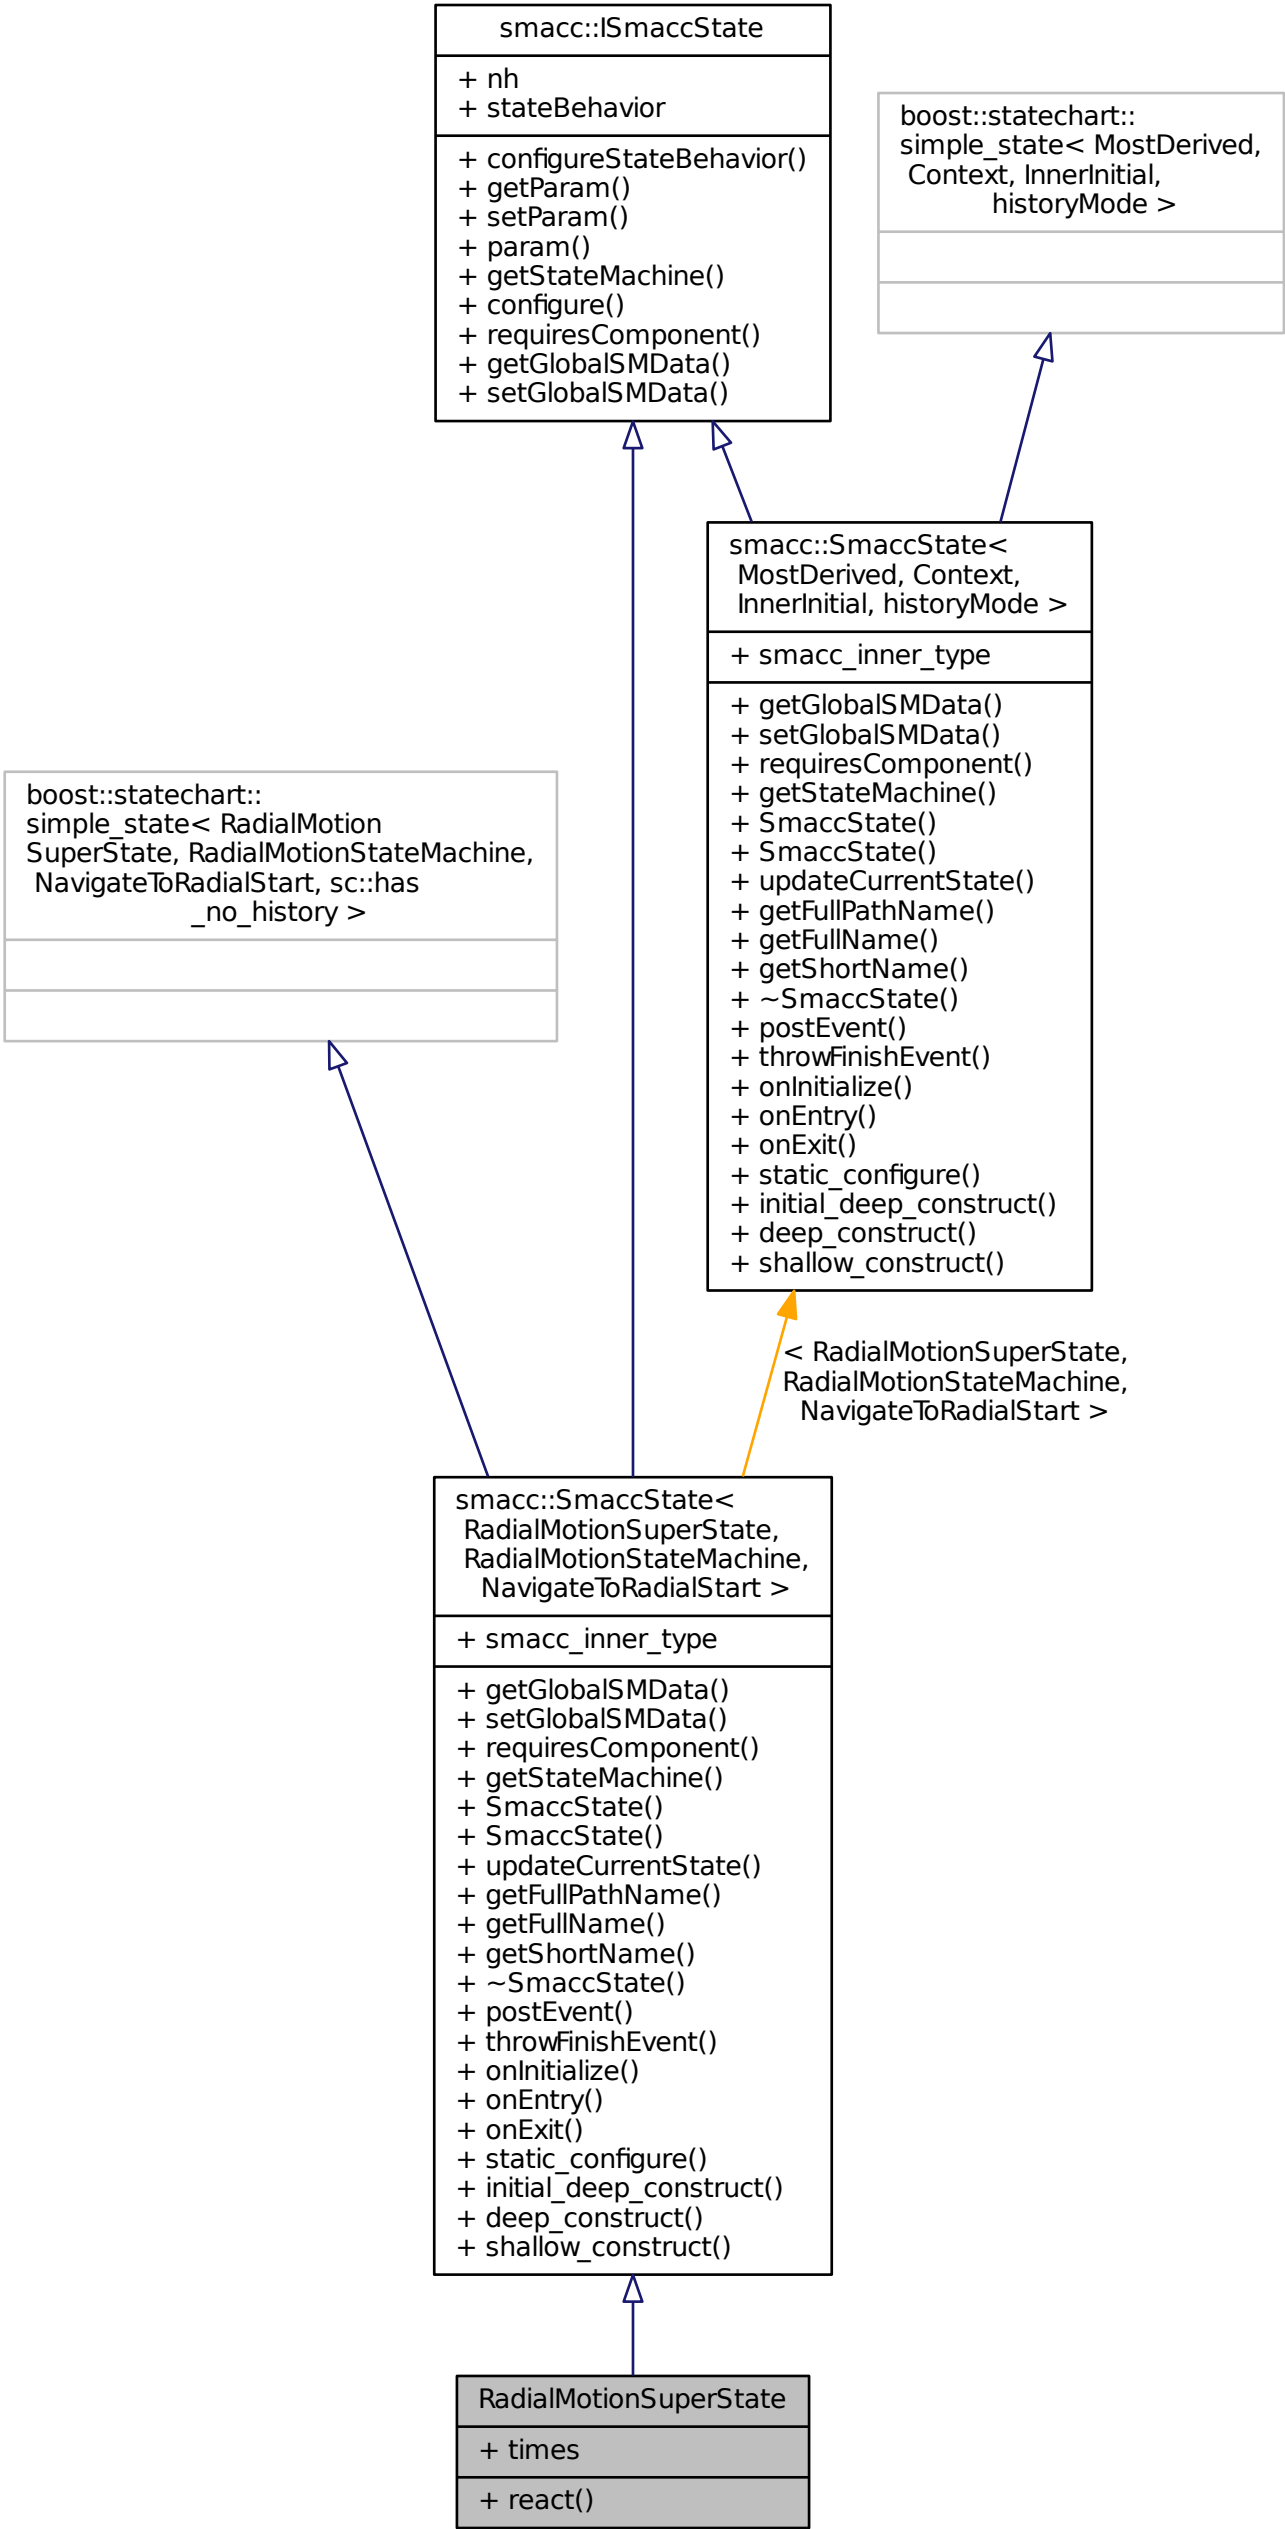 smacc::ISmaccState
+ nh
+ stateBehavior
+ configureStateBehavior()
+ getParam()
+ setParam()
+ param()
+ getStateMachine()
+ configure()
+ requiresComponent()
+ getGlobalSMData()
+ setGlobalSMData()
boost::statechart::
simple_state< MostDerived,
Context, InnerInitial,
historyMode >
smacc::SmaccState<
MostDerived, Context,
InnerInitial, historyMode >
+ smacc_inner_type
+ getGlobalSMData()
+ setGlobalSMData()
+ requiresComponent()
+ getStateMachine()
+ SmaccState()
+ SmaccState()
+ updateCurrentState()
+ getFullPathName()
+ getFullName()
+ getShortName()
+ ~SmaccState()
+ postEvent()
+ throwFinishEvent()
+ onInitialize()
+ onEntry()
+ onExit()
+ static_configure()
+ initial_deep_construct()
+ deep_construct()
+ shallow_construct()
boost::statechart::
simple_state< RadialMotion
SuperState, RadialMotionStateMachine,
NavigateToRadialStart, sc::has
_no_history >
< RadialMotionSuperState,
RadialMotionStateMachine,
NavigateToRadialStart >
smacc::SmaccState<
RadialMotionSuperState,
RadialMotionStateMachine,
NavigateToRadialStart >
+ smacc_inner_type
+ getGlobalSMData()
+ setGlobalSMData()
+ requiresComponent()
+ getStateMachine()
+ SmaccState()
+ SmaccState()
+ updateCurrentState()
+ getFullPathName()
+ getFullName()
+ getShortName()
+ ~SmaccState()
+ postEvent()
+ throwFinishEvent()
+ onInitialize()
+ onEntry()
+ onExit()
+ static_configure()
+ initial_deep_construct()
+ deep_construct()
+ shallow_construct()
RadialMotionSuperState
+ times
+ react()